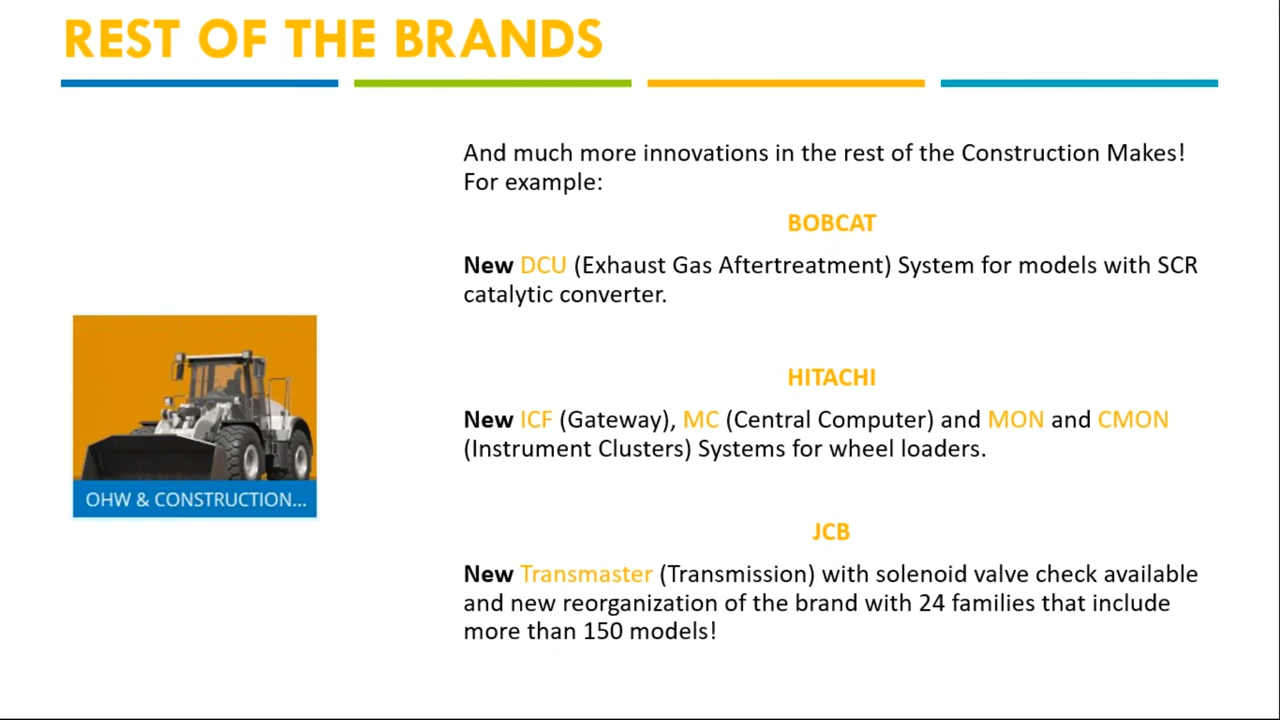 REST OF THE BRANDS
And much more innovations in the rest of the Construction Makes!
For example:
BOBCAT
New DCU (Exhaust Gas Aftertreatment) System for models with SCR
catalytic converter.
HITACHI
New ICF (Gateway), MC (Central Computer) and MON and CMON
(Instrument Clusters) Systems for wheel loaders.
OHW & CONSTRUCTION...
JCB
New Transmaster (Transmission) with solenoid valve check available
and new reorganization of the brand with 24 families that include
more than 150 models!